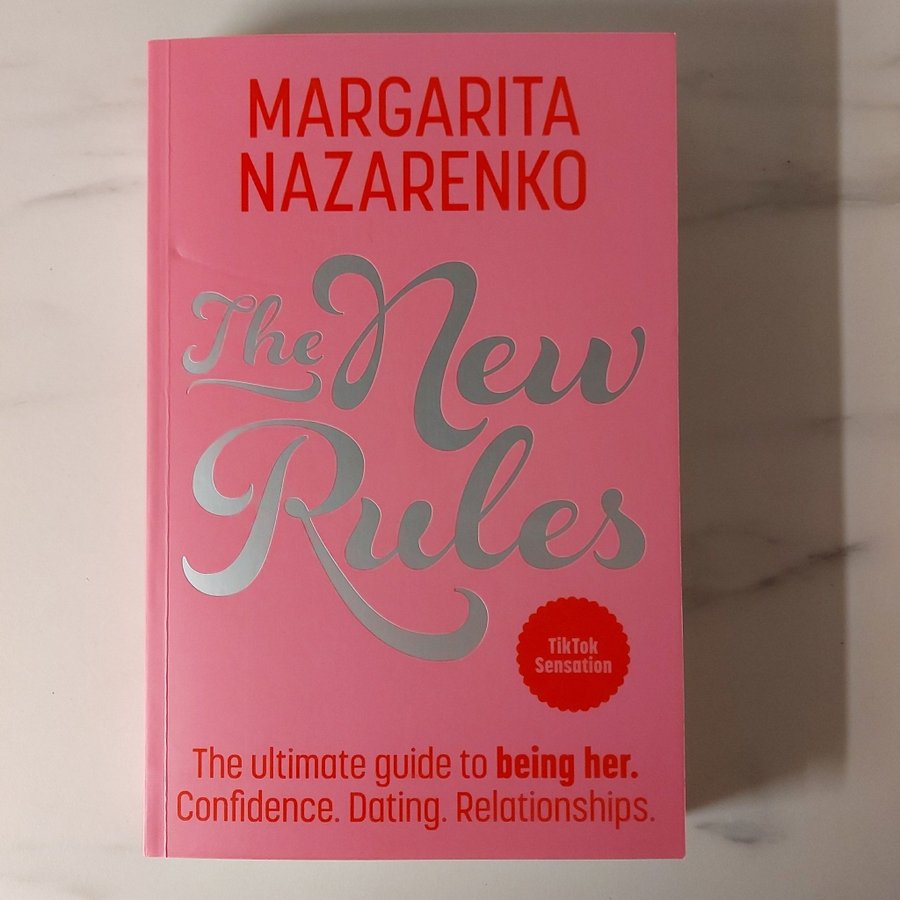 MARGARITA
NAZARENKO
The New
Rules
TikTok
Sensation
The ultimate guide to being her.
Confidence. Dating. Relationships.